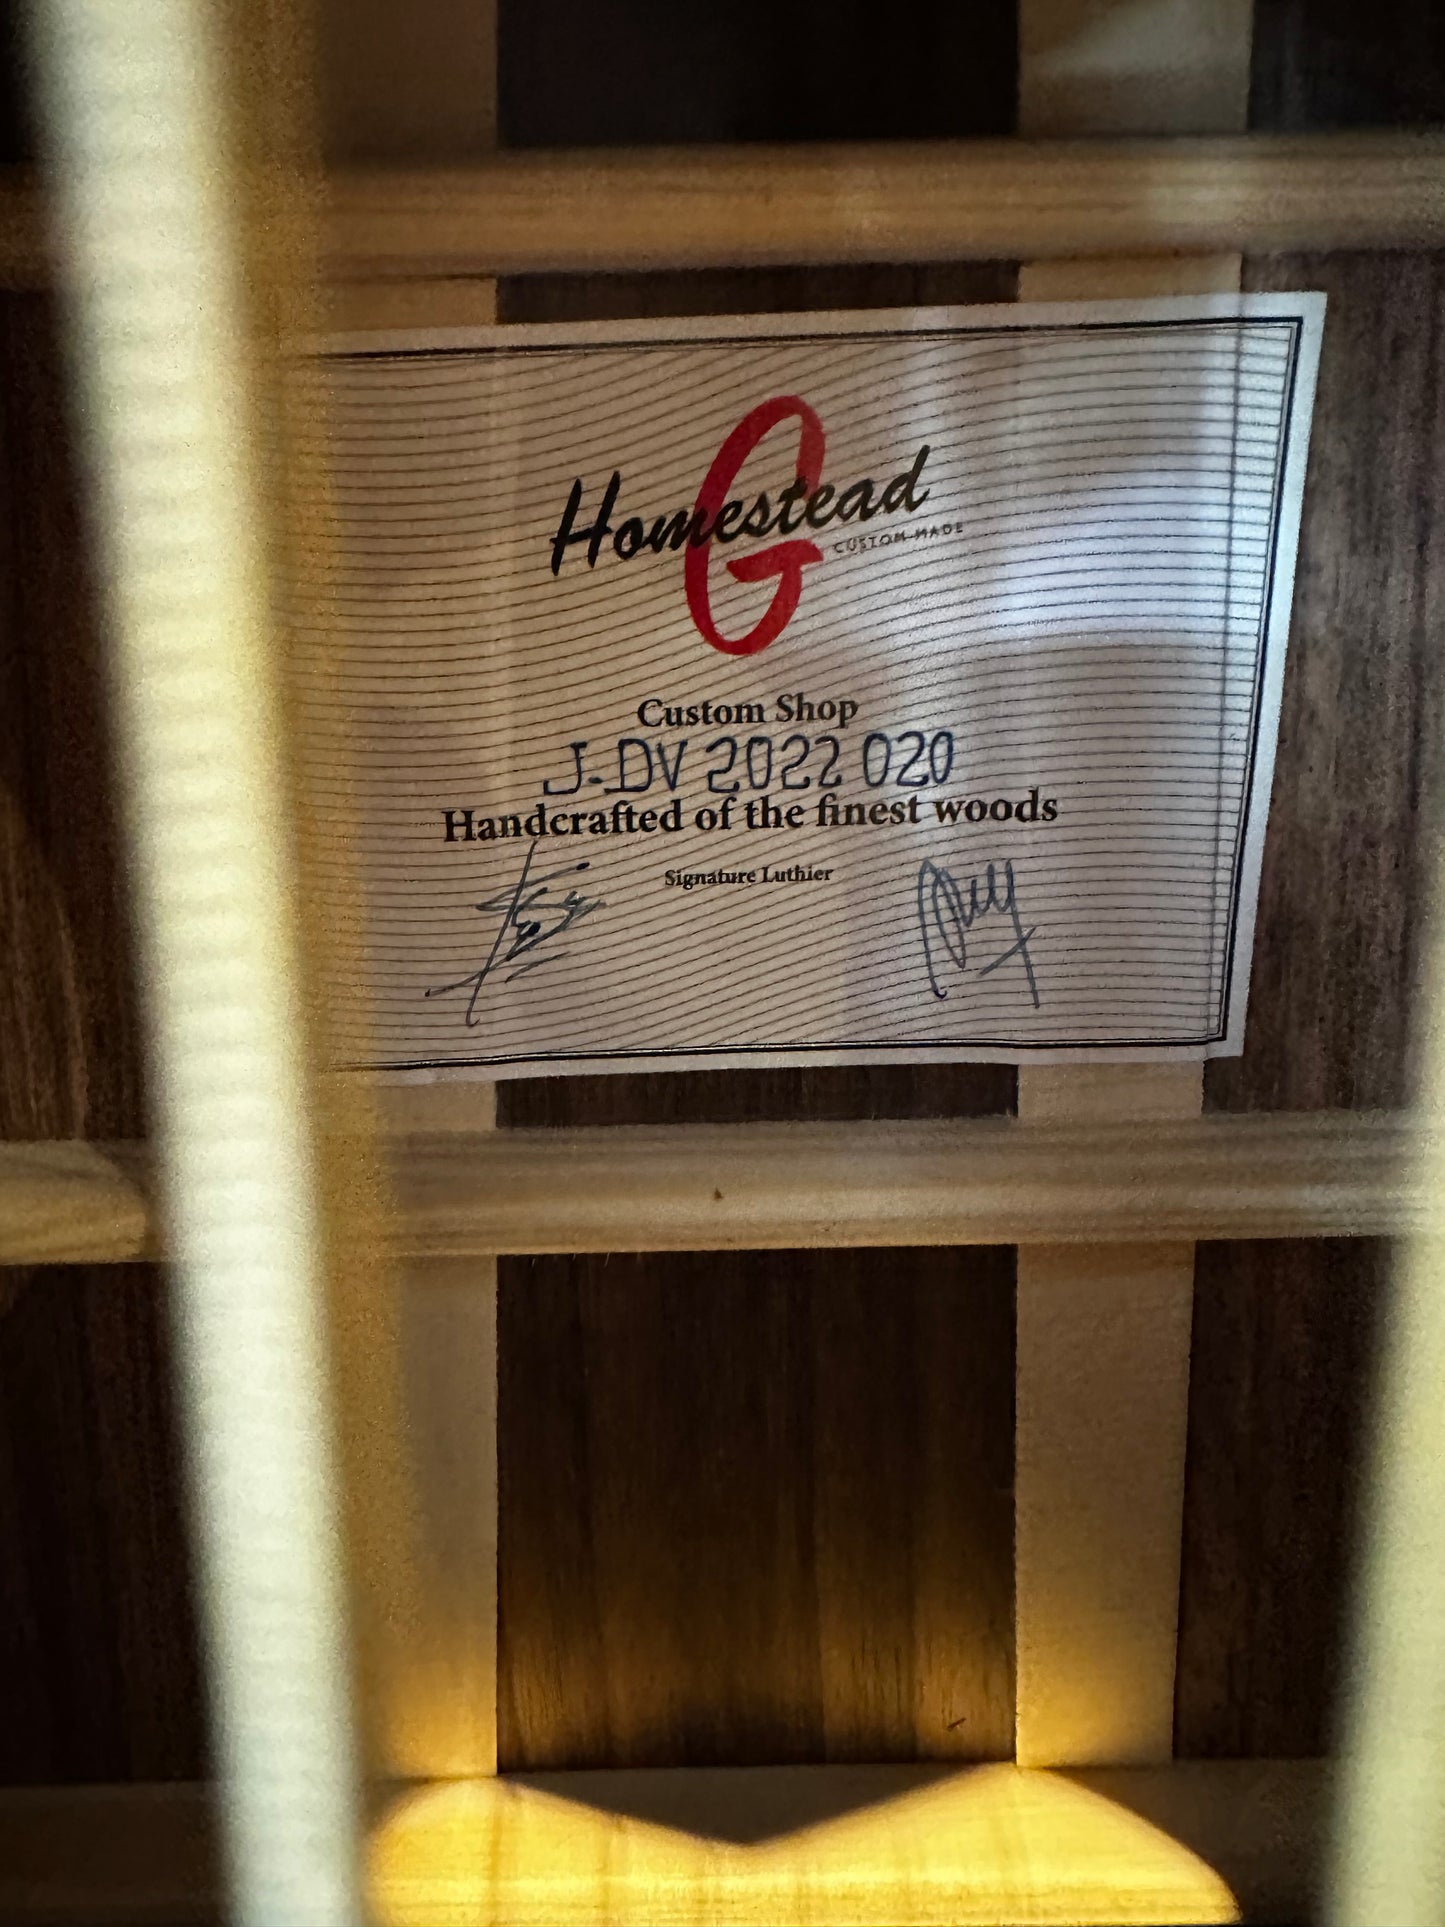 Homestead
G
CUSTOM MADE
Custom Shop
J-DV 2022 020
Handcrafted of the finest woods
Signature Luthier